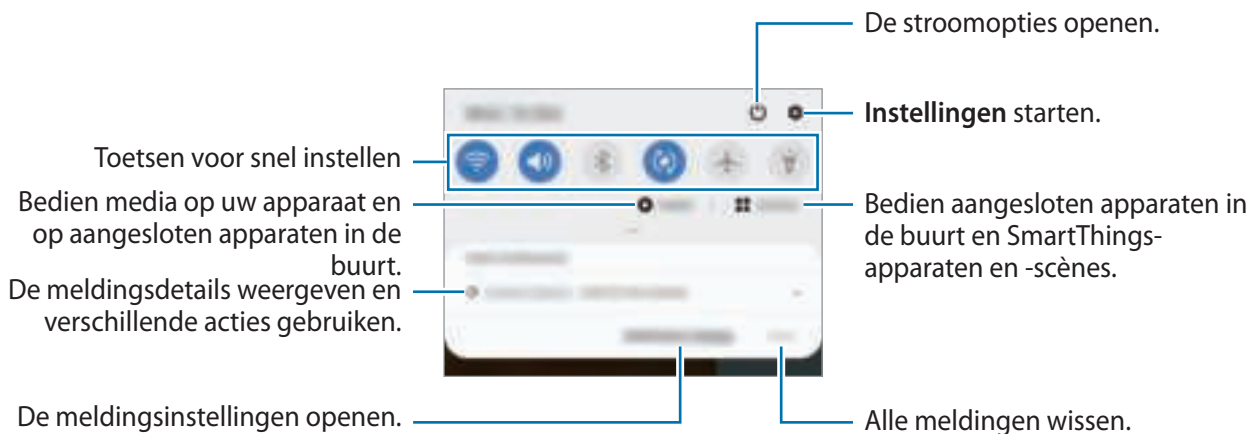 De stroomopties openen.
Instellingen starten.
Toetsen voor snel instellen
Bedien media op uw apparaat en
op aangesloten apparaten in de
buurt.
Bedien aangesloten apparaten in
de buurt en SmartThings-
apparaten en -scènes.
De meldingsdetails weergeven en
verschillende acties gebruiken.
De meldingsinstellingen openen.
Alle meldingen wissen.